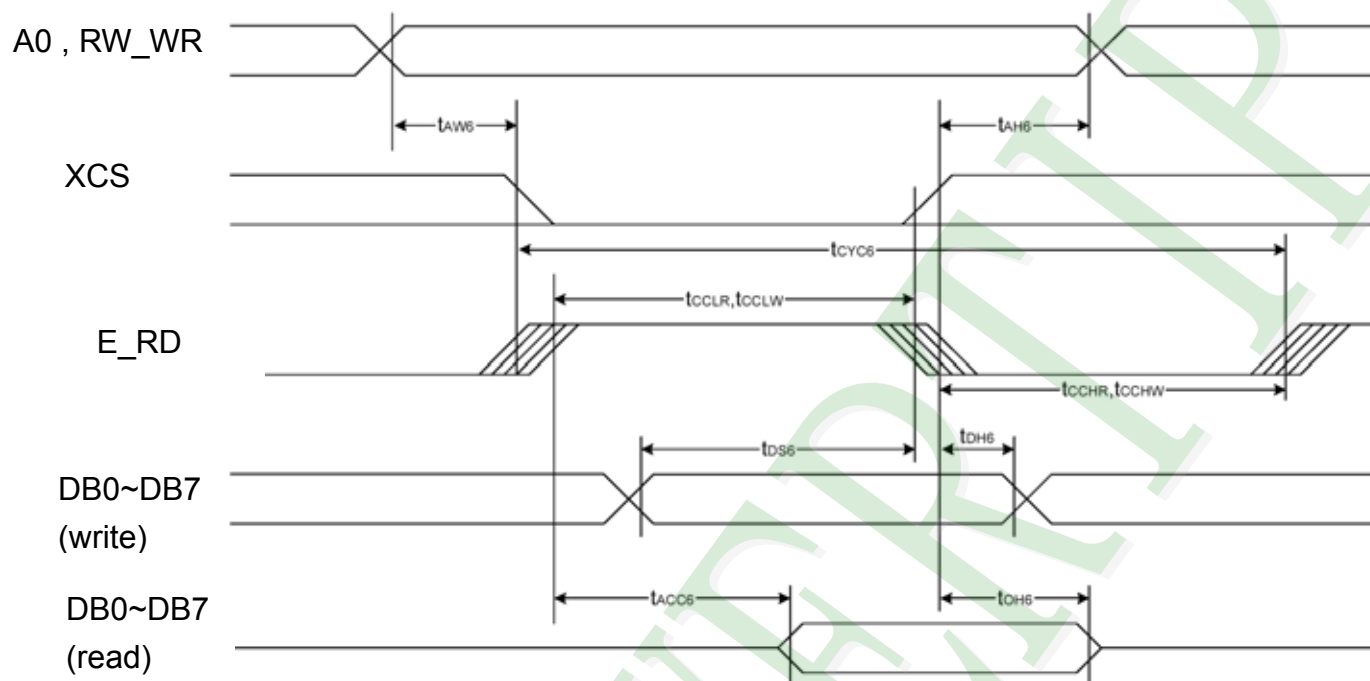 A0 , RW_WR
tAW6
tAH6
XCS
tCYC6
tCCLR,tCCLW
E_RD
tCCHR,tCCHW
tDS6
tDH6
DB0~DB7
(write)
tACC6
tOH6
DB0~DB7
(read)